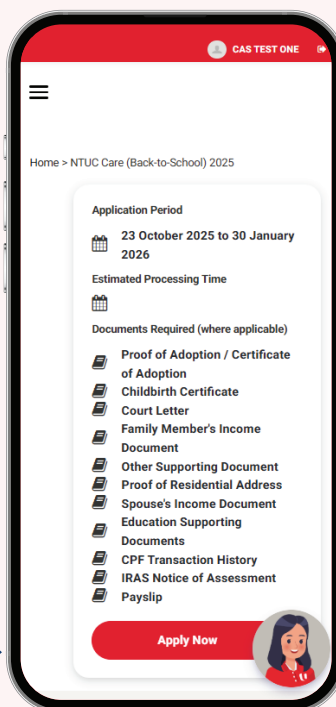 CAS TEST ONE
Home > NTUC Care (Back-to-School) 2025
Application Period
23 October 2025 to 30 January
2026
Estimated Processing Time
Documents Required (where applicable)
Proof of Adoption / Certificate
of Adoption
Childbirth Certificate
Court Letter
Family Member's Income
Document
Other Supporting Document
Proof of Residential Address
Spouse's Income Document
Education Supporting
Documents
CPF Transaction History
IRAS Notice of Assessment
Payslip
Apply Now